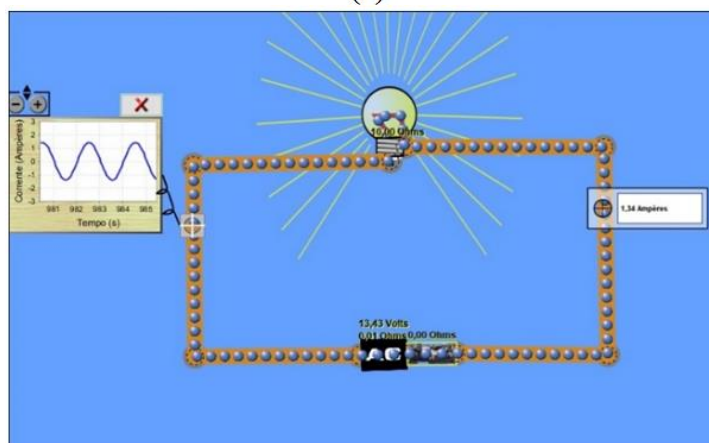 Corrente (Ampères)
3
2
1
0
-1
-2
-3
981 982 983 984 985
Tempo (s)
10,00 Ohms
1,34 Ampères
13,43 Volts
0,01 Ohms 0,00 Ohms
A.C